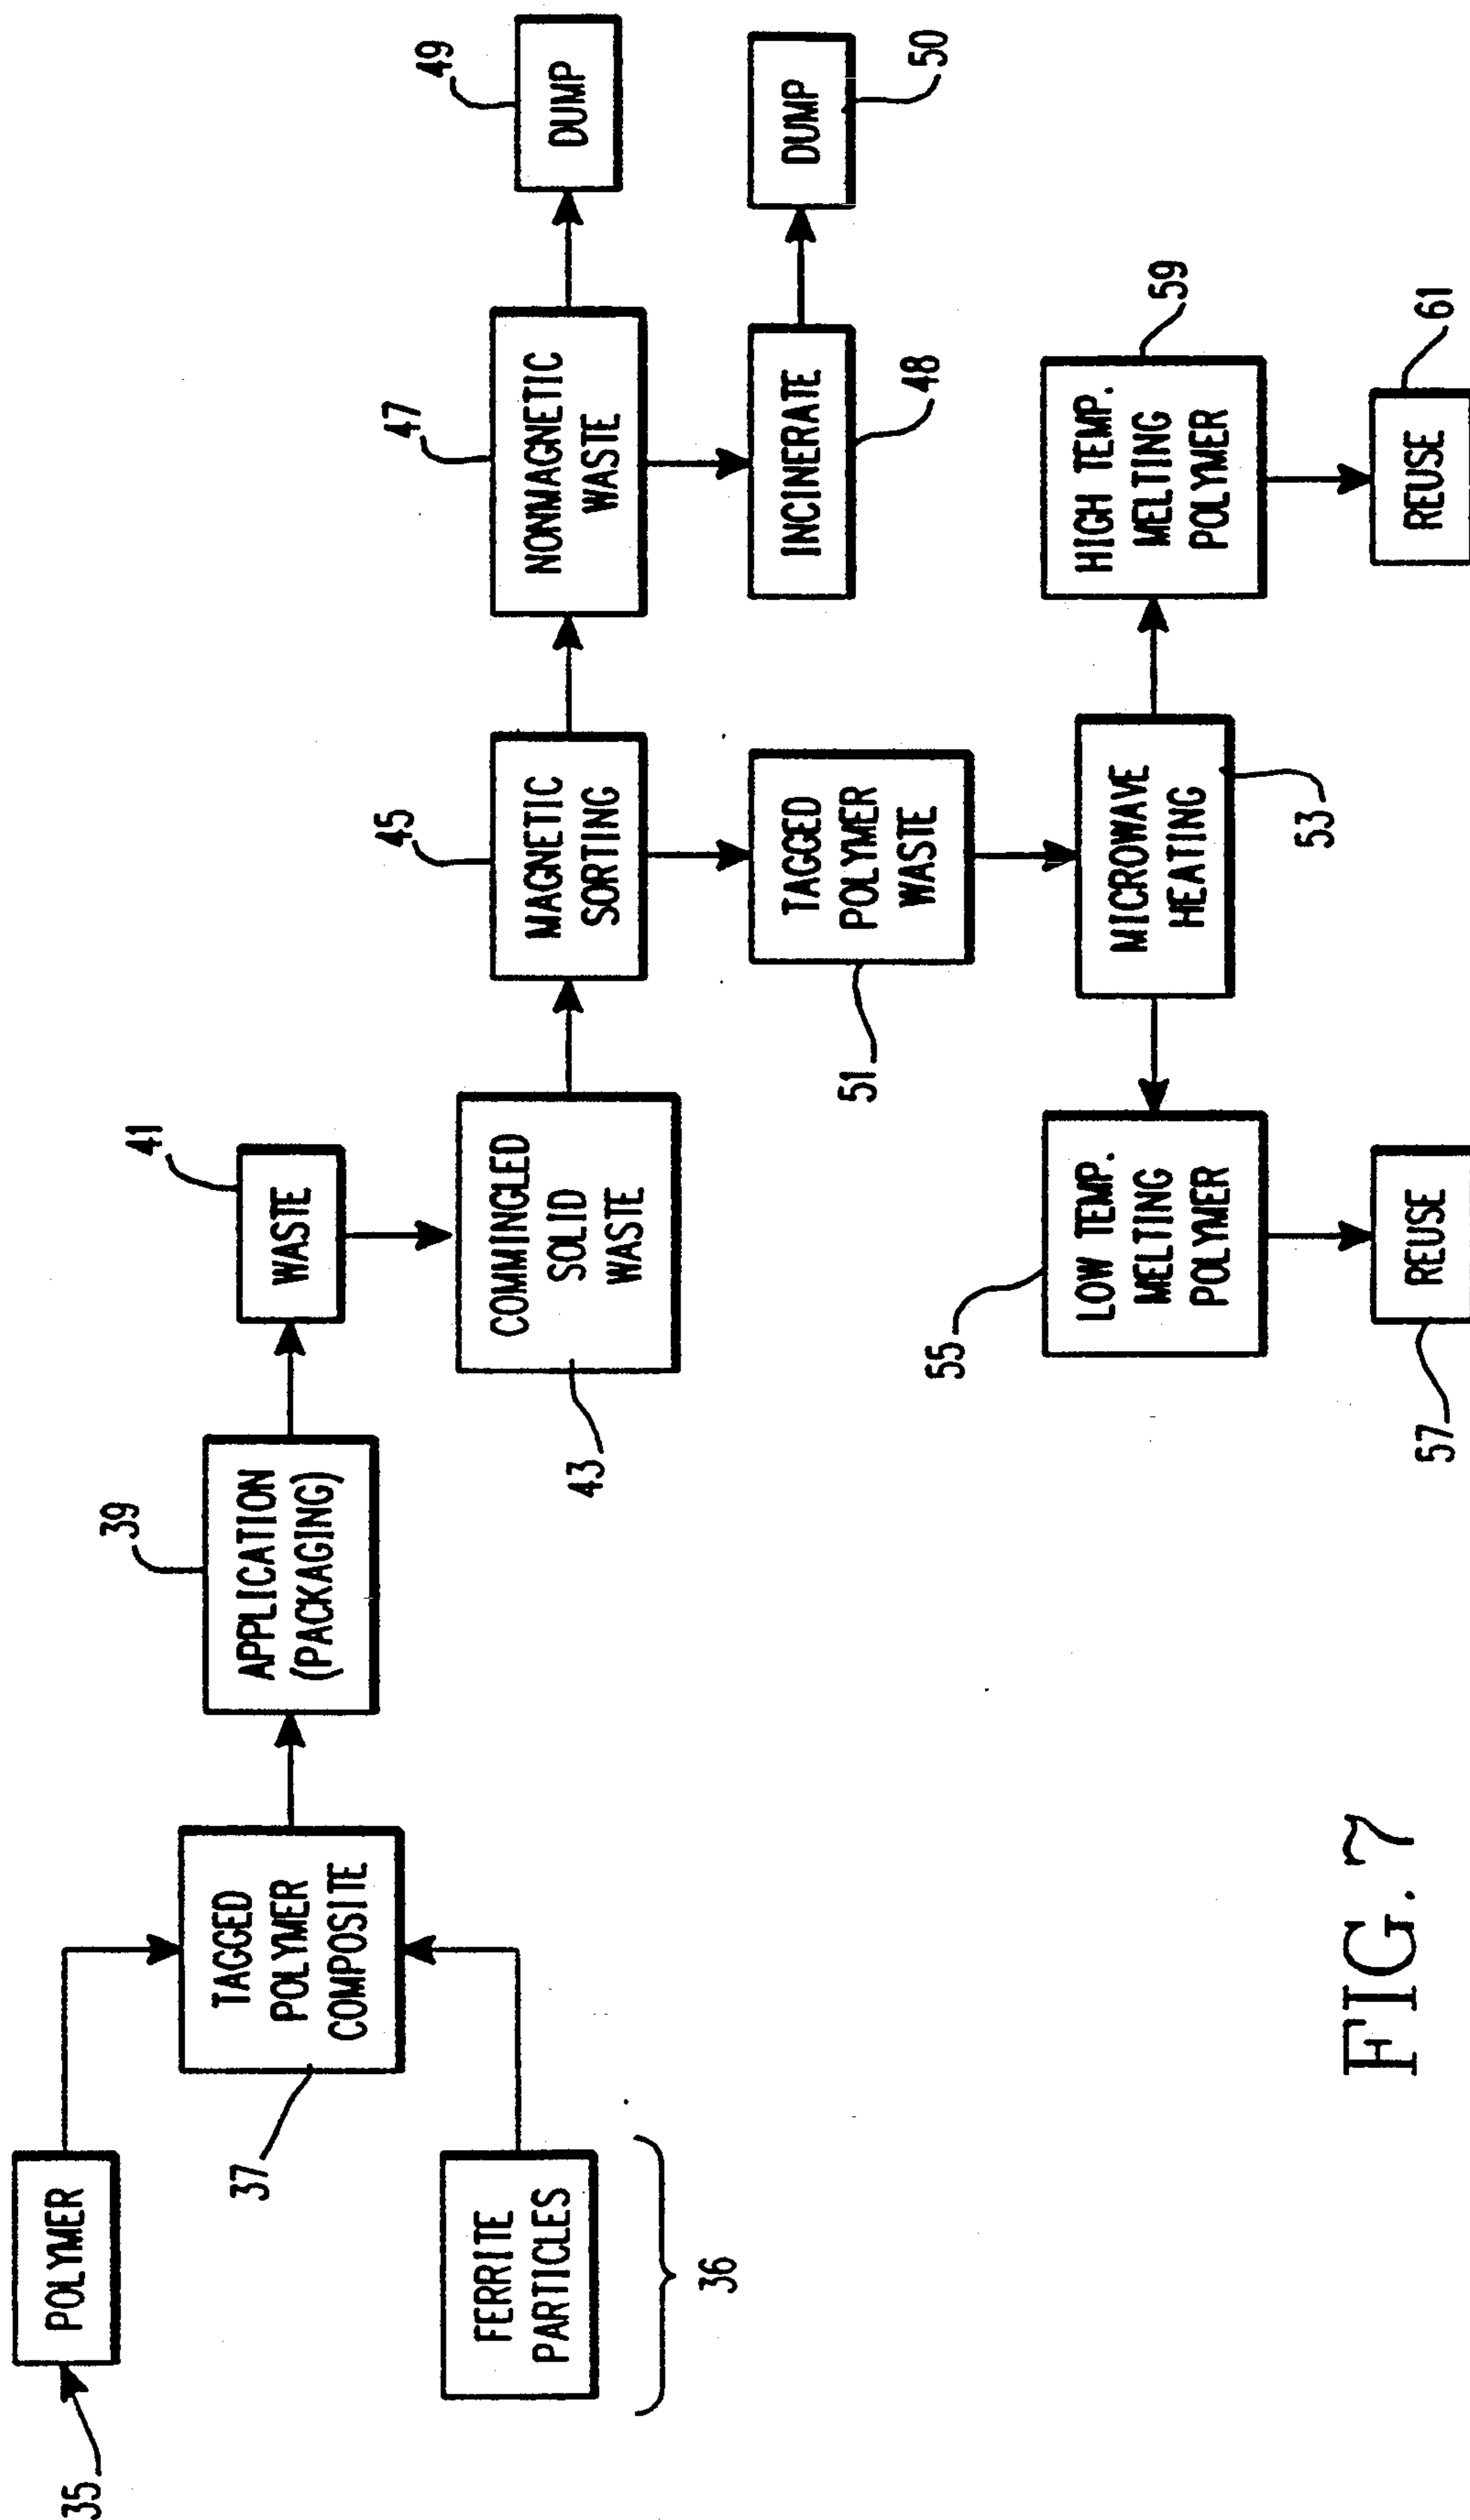 35
POLYMER
FERRITE
PARTICLES
36
37
TAGGED
POLYMER
COMPOSITE
39
APPLICATION
(PACKAGING)
41
WASTE
43
COMMINGLED
SOLID
WASTE
45
MAGNETIC
SORTING
47
NONMAGNETIC
WASTE
49
DUMP
INCINERATE
48
DUMP
50
51
TAGGED
POLYMER
WASTE
MICROWAVE
HEATING
53
55
LOW TEMP.
MELTING
POLYMER
57
REUSE
59
HIGH TEMP.
MELTING
POLYMER
61
REUSE
FIG. 7